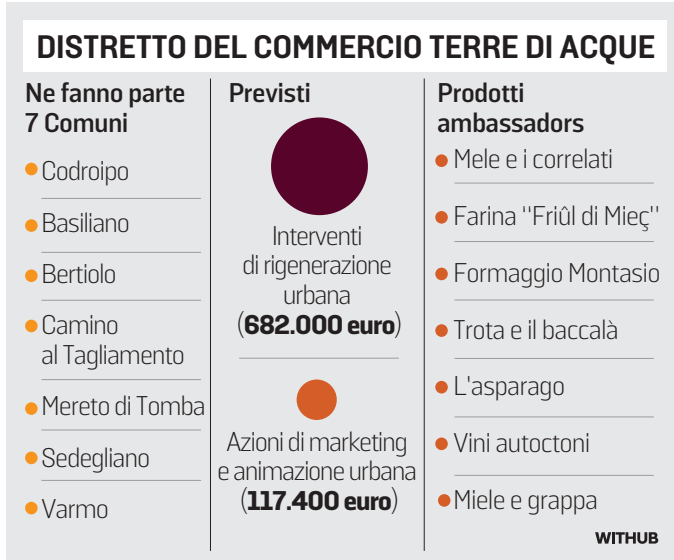 DISTRETTO DEL COMMERCIO TERRE DI ACQUE
Ne fanno parte
7 Comuni
Codroipo
Basiliano
Bertiolo
Camino
al Tagliamento
Mereto di Tomba
Sedegliano
Varmo
Previsti
Interventi
di rigenerazione
urbana
(682.000 euro)
Azioni di marketing
e animazione urbana
(117.400 euro)
Prodotti
ambassadors
Mele e i correlati
Farina "Friûl di Mieç"
Formaggio Montasio
Trota e il baccalà
L'asparago
Vini autoctoni
Miele e grappa
WITHUB